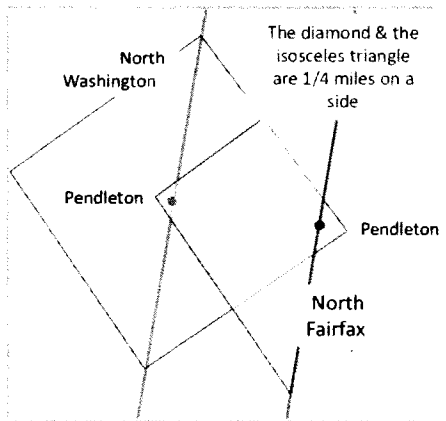 North
Washington
The diamond & the
isosceles triangle
are 1/4 miles on a
side
Pendleton
Pendleton
North
Fairfax